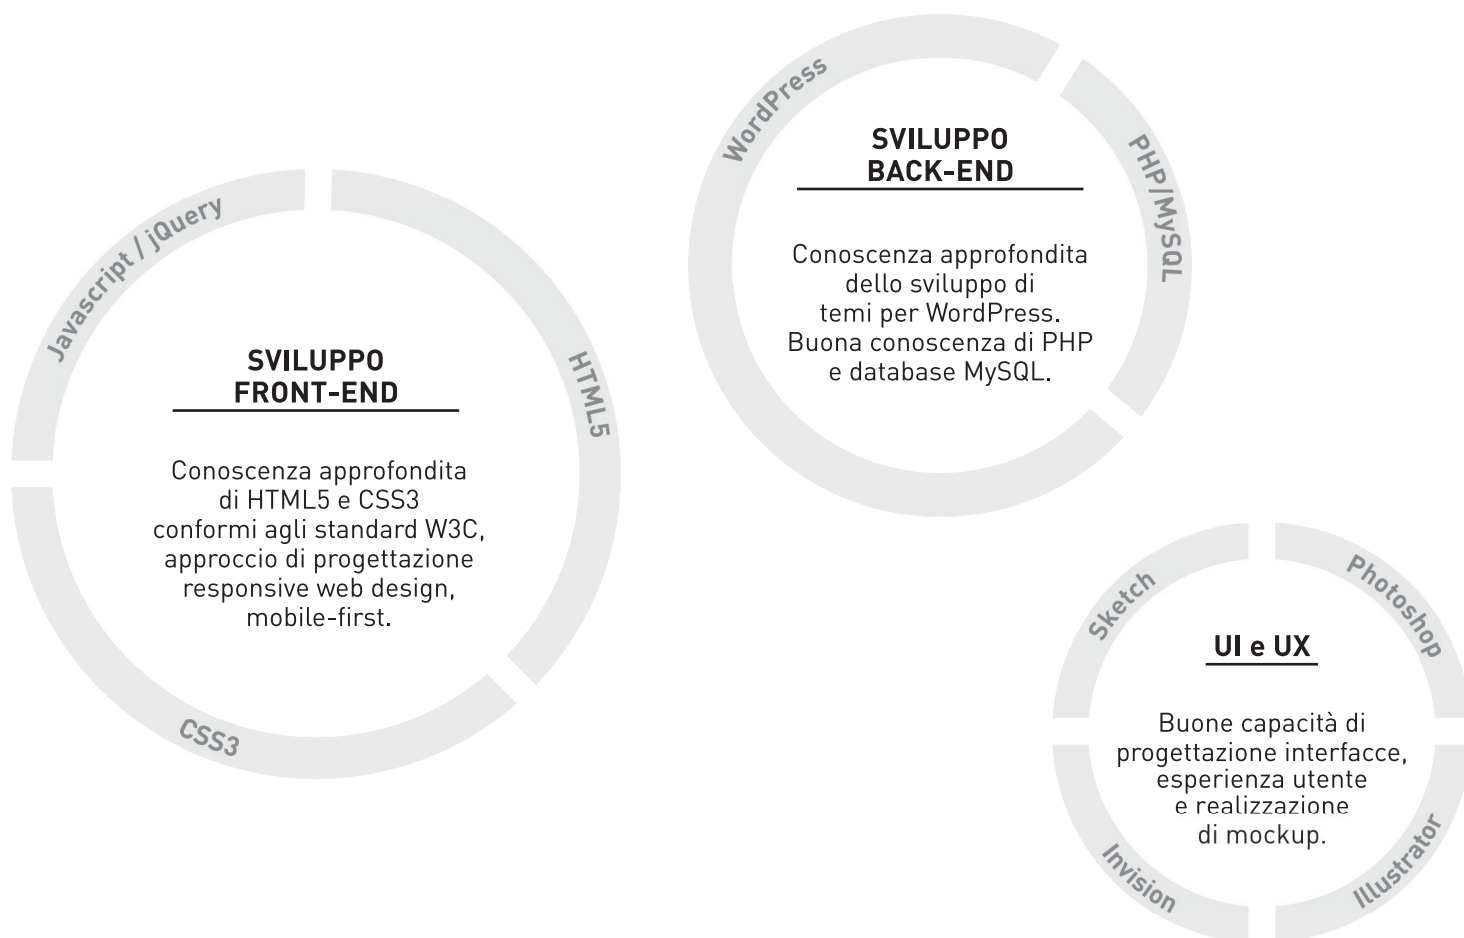 Javascript / jQuery
HTML5
CSS3
SVILUPPO
FRONT-END
Conoscenza approfondita
di HTML5 e CSS3
conformi agli standard W3C,
approccio di progettazione
responsive web design,
mobile-first.
WordPress
PHP/MySQL
SVILUPPO
BACK-END
Conoscenza approfondita
dello sviluppo di
temi per WordPress.
Buona conoscenza di PHP
e database MySQL.
Sketch
Photoshop
UI e UX
Buone capacità di
progettazione interfacce,
esperienza utente
e realizzazione
di mockup.
Invision
Illustrator